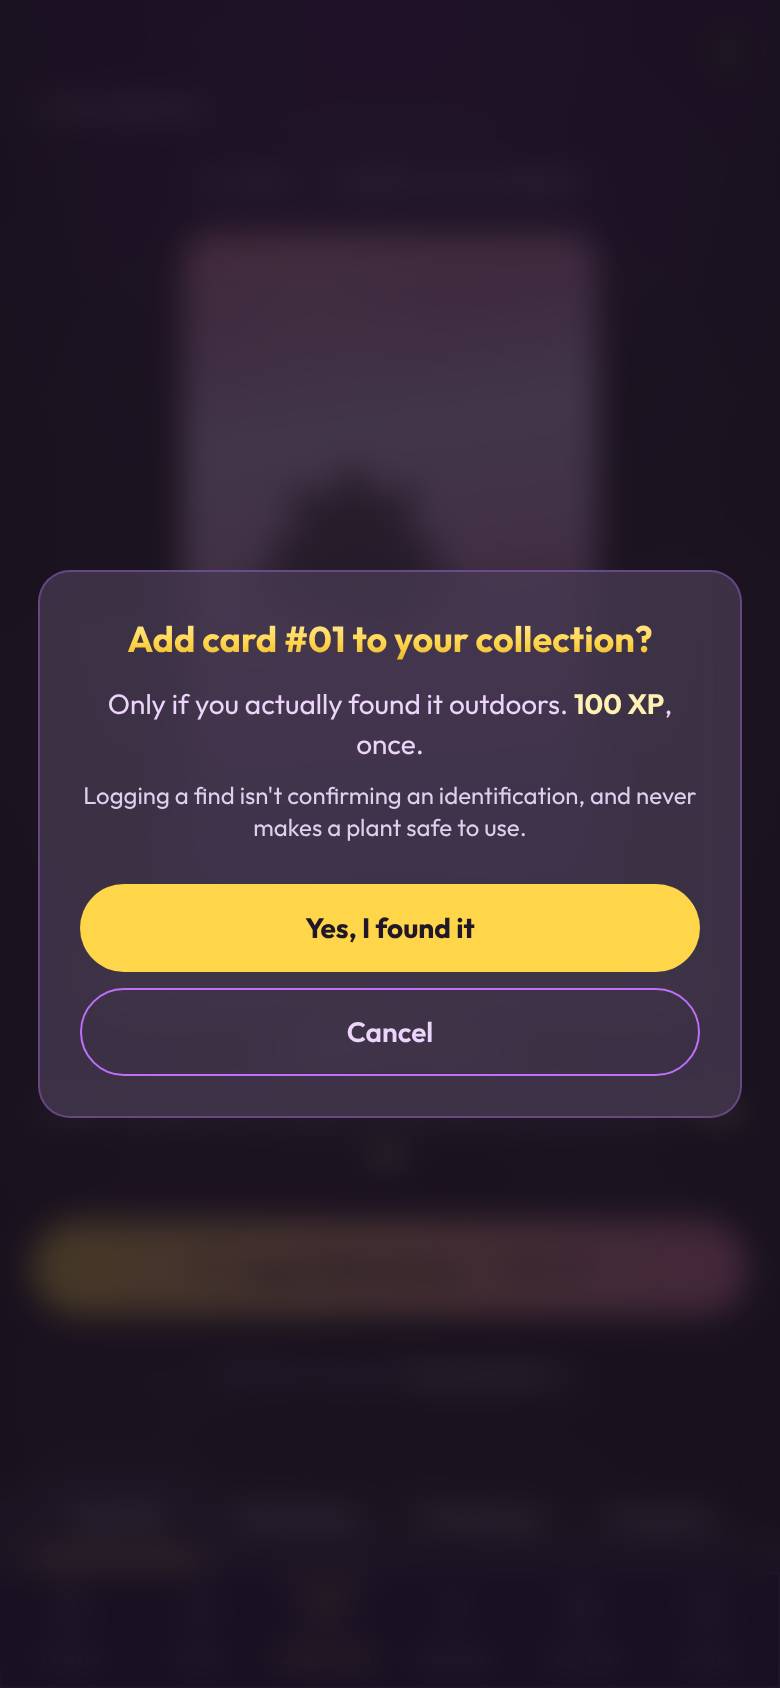 Add card #01 to your collection?
Only if you actually found it outdoors. 100 XP,
once.
Logging a find isn't confirming an identification, and never
makes a plant safe to use.
Yes, I found it
Cancel